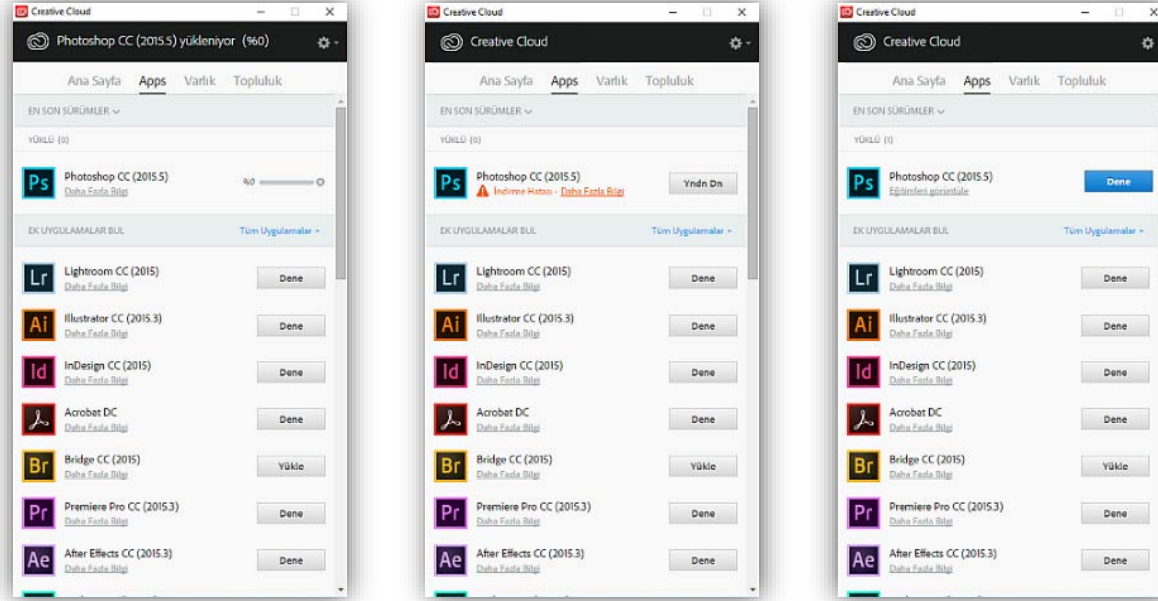 Creative Cloud
Photoshop CC (2015.5) yükleniyor (%0)
Ana Sayfa Apps Varlık Topluluk
EN SON SÜRÜMLER
YÜKLÜ (0)
Ps Photoshop CC (2015.5)
Daha Fazla Bilgi
%0
EK UYGULAMALAR BUL Tüm Uygulamalar
Lr Lightroom CC (2015)
Daha Fazla Bilgi
Dene
Ai Illustrator CC (2015.3)
Daha Fazla Bilgi
Dene
Id InDesign CC (2015)
Daha Fazla Bilgi
Dene
Acrobat DC
Daha Fazla Bilgi
Dene
Br Bridge CC (2015)
Daha Fazla Bilgi
Yükle
Pr Premiere Pro CC (2015.3)
Daha Fazla Bilgi
Dene
Ae After Effects CC (2015.3)
Daha Fazla Bilgi
Dene
Creative Cloud
Creative Cloud
Ana Sayfa Apps Varlık Topluluk
EN SON SÜRÜMLER
YÜKLÜ (0)
Ps Photoshop CC (2015.5)
İndirme Hatası - Daha Fazla Bilgi
Yndn Dn
EK UYGULAMALAR BUL Tüm Uygulamalar
Lr Lightroom CC (2015)
Daha Fazla Bilgi
Dene
Ai Illustrator CC (2015.3)
Daha Fazla Bilgi
Dene
Id InDesign CC (2015)
Daha Fazla Bilgi
Dene
Acrobat DC
Daha Fazla Bilgi
Dene
Br Bridge CC (2015)
Daha Fazla Bilgi
Yükle
Pr Premiere Pro CC (2015.3)
Daha Fazla Bilgi
Dene
Ae After Effects CC (2015.3)
Daha Fazla Bilgi
Dene
Creative Cloud
Creative Cloud
Ana Sayfa Apps Varlık Topluluk
EN SON SÜRÜMLER
YÜKLÜ (1)
Ps Photoshop CC (2015.5)
Eğitimleri görüntüle
Dene
EK UYGULAMALAR BUL Tüm Uygulamalar
Lr Lightroom CC (2015)
Daha Fazla Bilgi
Dene
Ai Illustrator CC (2015.3)
Daha Fazla Bilgi
Dene
Id InDesign CC (2015)
Daha Fazla Bilgi
Dene
Acrobat DC
Daha Fazla Bilgi
Dene
Br Bridge CC (2015)
Daha Fazla Bilgi
Yükle
Pr Premiere Pro CC (2015.3)
Daha Fazla Bilgi
Dene
Ae After Effects CC (2015.3)
Daha Fazla Bilgi
Dene